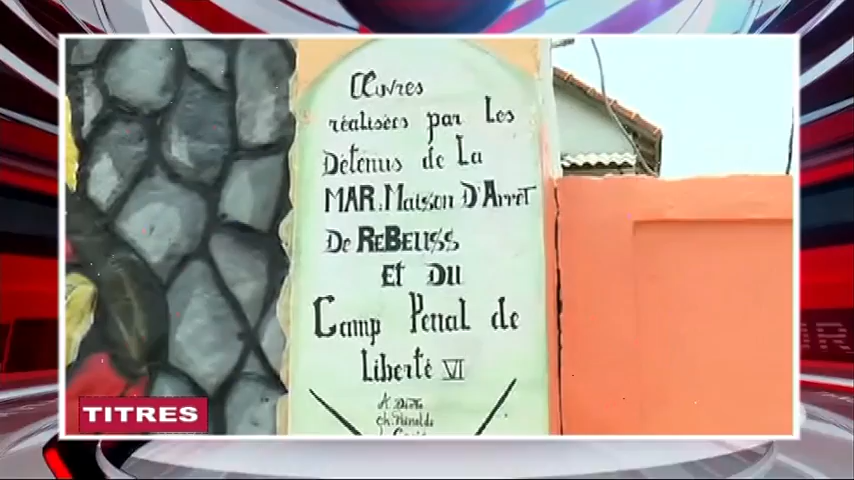 Œuvres
réalisées par Les
Détenus de La
MAR.Maison D'Arrêt
De REBEUSS
ET DU
Camp Penal de
Liberté VI
TITRES